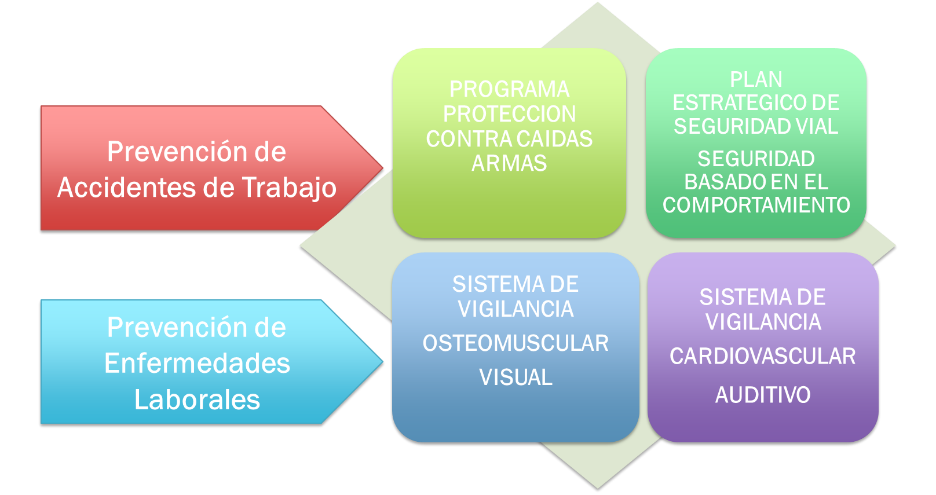 Prevención de
Accidentes de Trabajo
PROGRAMA
PROTECCION
CONTRA CAIDAS
ARMAS
PLAN
ESTRATEGICO DE
SEGURIDAD VIAL
SEGURIDAD
BASADO EN EL
COMPORTAMIENTO
Prevención de
Enfermedades
Laborales
SISTEMA DE
VIGILANCIA
OSTEOMUSCULAR
VISUAL
SISTEMA DE
VIGILANCIA
CARDIOVASCULAR
AUDITIVO